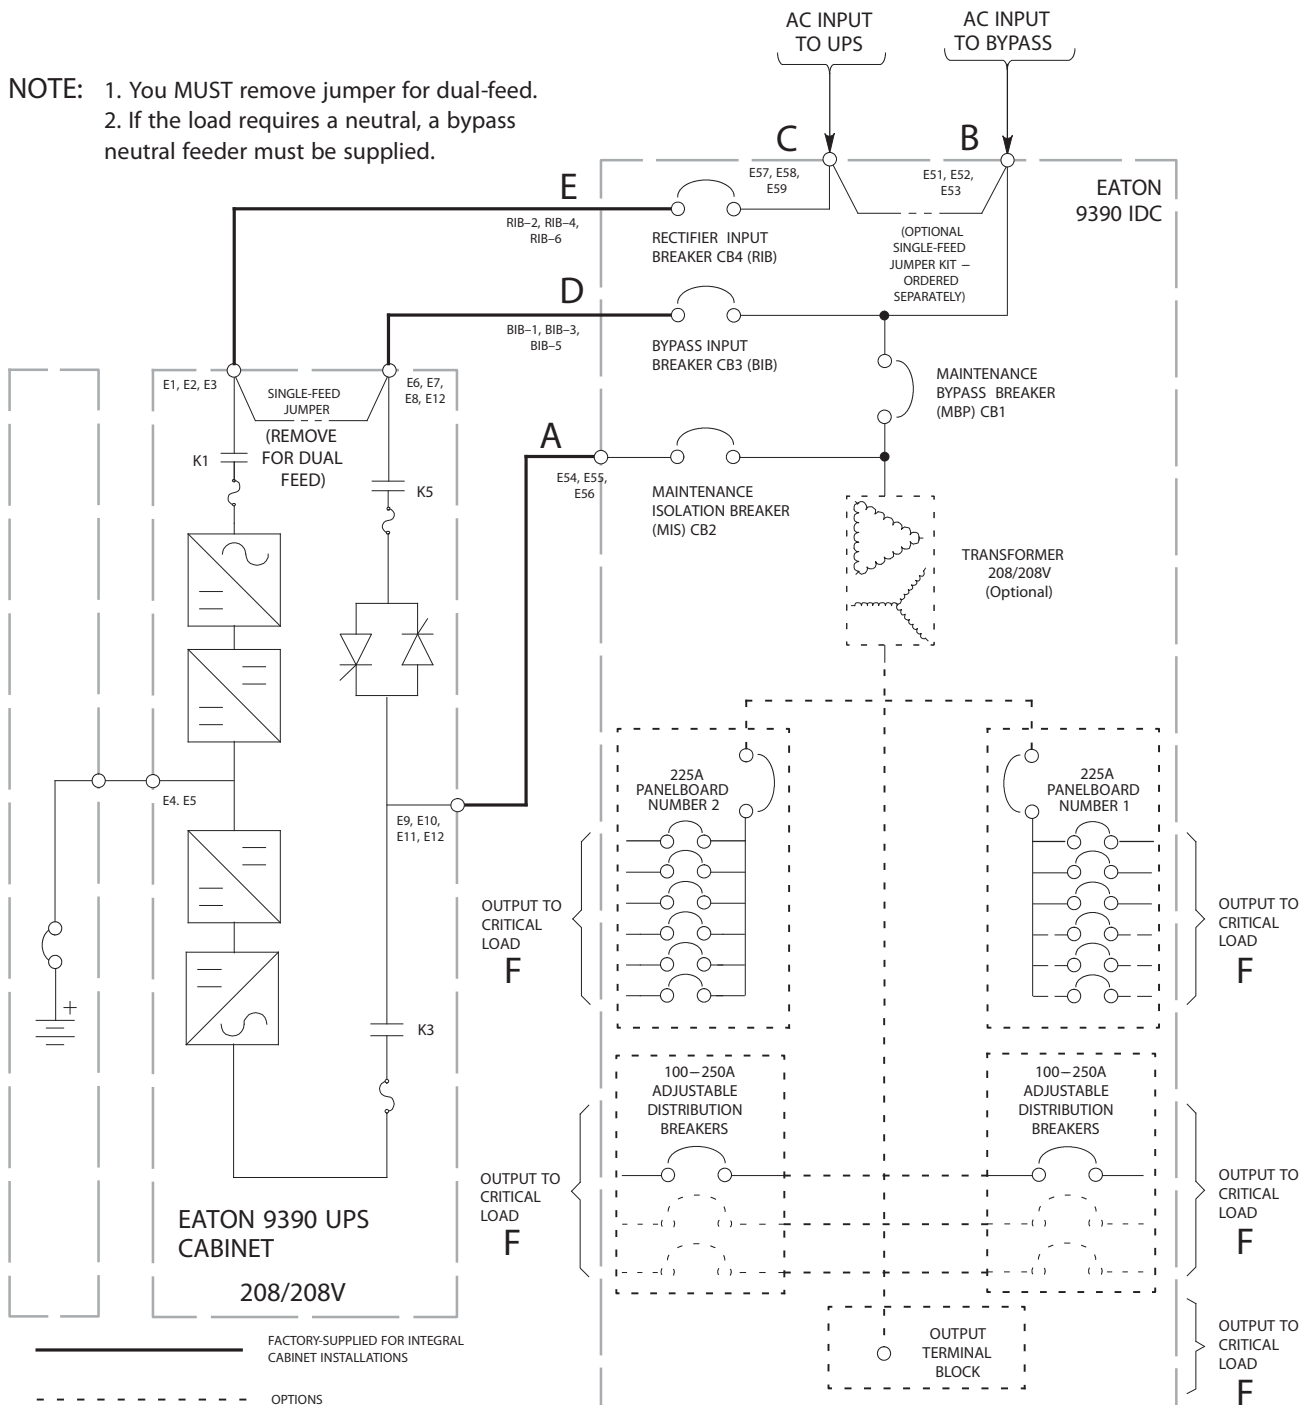 AC INPUT
TO UPS
AC INPUT
TO BYPASS
NOTE: 1. You MUST remove jumper for dual-feed.
2. If the load requires a neutral, a bypass
neutral feeder must be supplied.
C
B
E57, E58,
E59
E51, E52,
E53
EATON
9390 IDC
E
RIB–2, RIB–4,
RIB–6
RECTIFIER INPUT
BREAKER CB4 (RIB)
(OPTIONAL
SINGLE-FEED
JUMPER KIT –
ORDERED
SEPARATELY)
D
BIB–1, BIB–3,
BIB–5
BYPASS INPUT
BREAKER CB3 (BIB)
MAINTENANCE
BYPASS BREAKER
(MBP) CB1
E1, E2, E3
SINGLE-FEED
JUMPER
(REMOVE
FOR DUAL
FEED)
E6, E7,
E8, E12
K1
K5
A
E54, E55,
E56
MAINTENANCE
ISOLATION BREAKER
(MIS) CB2
TRANSFORMER
208/208V
(Optional)
E4. E5
E9, E10,
E11, E12
225A
PANELBOARD
NUMBER 2
225A
PANELBOARD
NUMBER 1
OUTPUT TO
CRITICAL
LOAD
F
OUTPUT TO
CRITICAL
LOAD
F
+
K3
100–250A
ADJUSTABLE
DISTRIBUTION
BREAKERS
100–250A
ADJUSTABLE
DISTRIBUTION
BREAKERS
OUTPUT TO
CRITICAL
LOAD
F
OUTPUT TO
CRITICAL
LOAD
F
EATON 9390 UPS
CABINET
208/208V
OUTPUT
TERMINAL
BLOCK
OUTPUT TO
CRITICAL
LOAD
F
FACTORY-SUPPLIED FOR INTEGRAL
CABINET INSTALLATIONS
OPTIONS